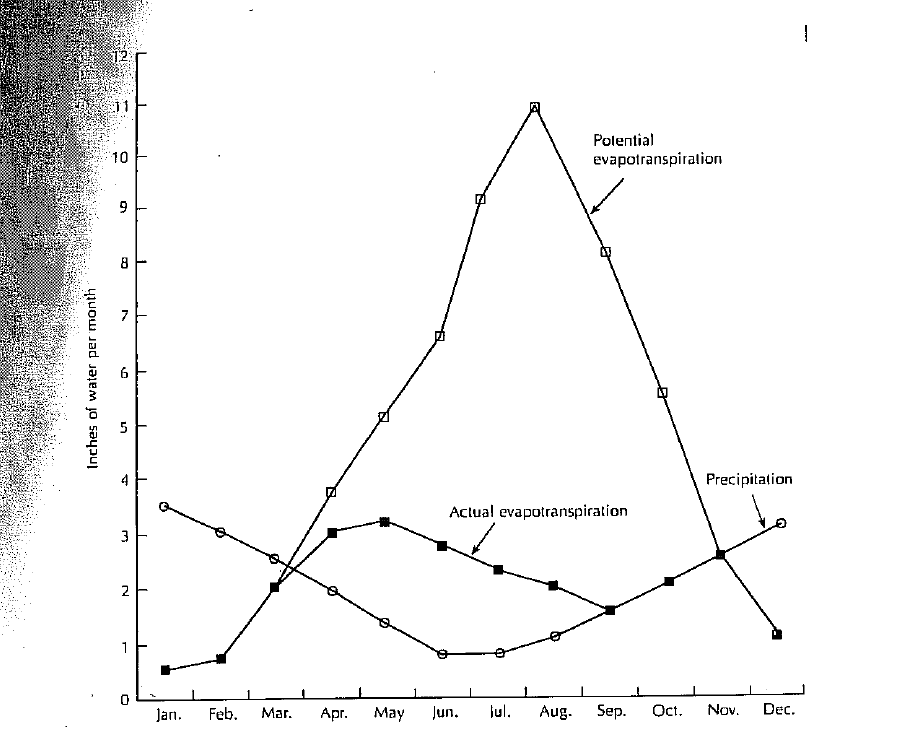 12
11
10
9
8
7
6
5
4
3
2
1
0
Inches of water per month
Potential
evapotranspiration
Precipitation
Actual evapotranspiration
Jan. Feb. Mar. Apr. May Jun. Jul. Aug. Sep. Oct. Nov. Dec.